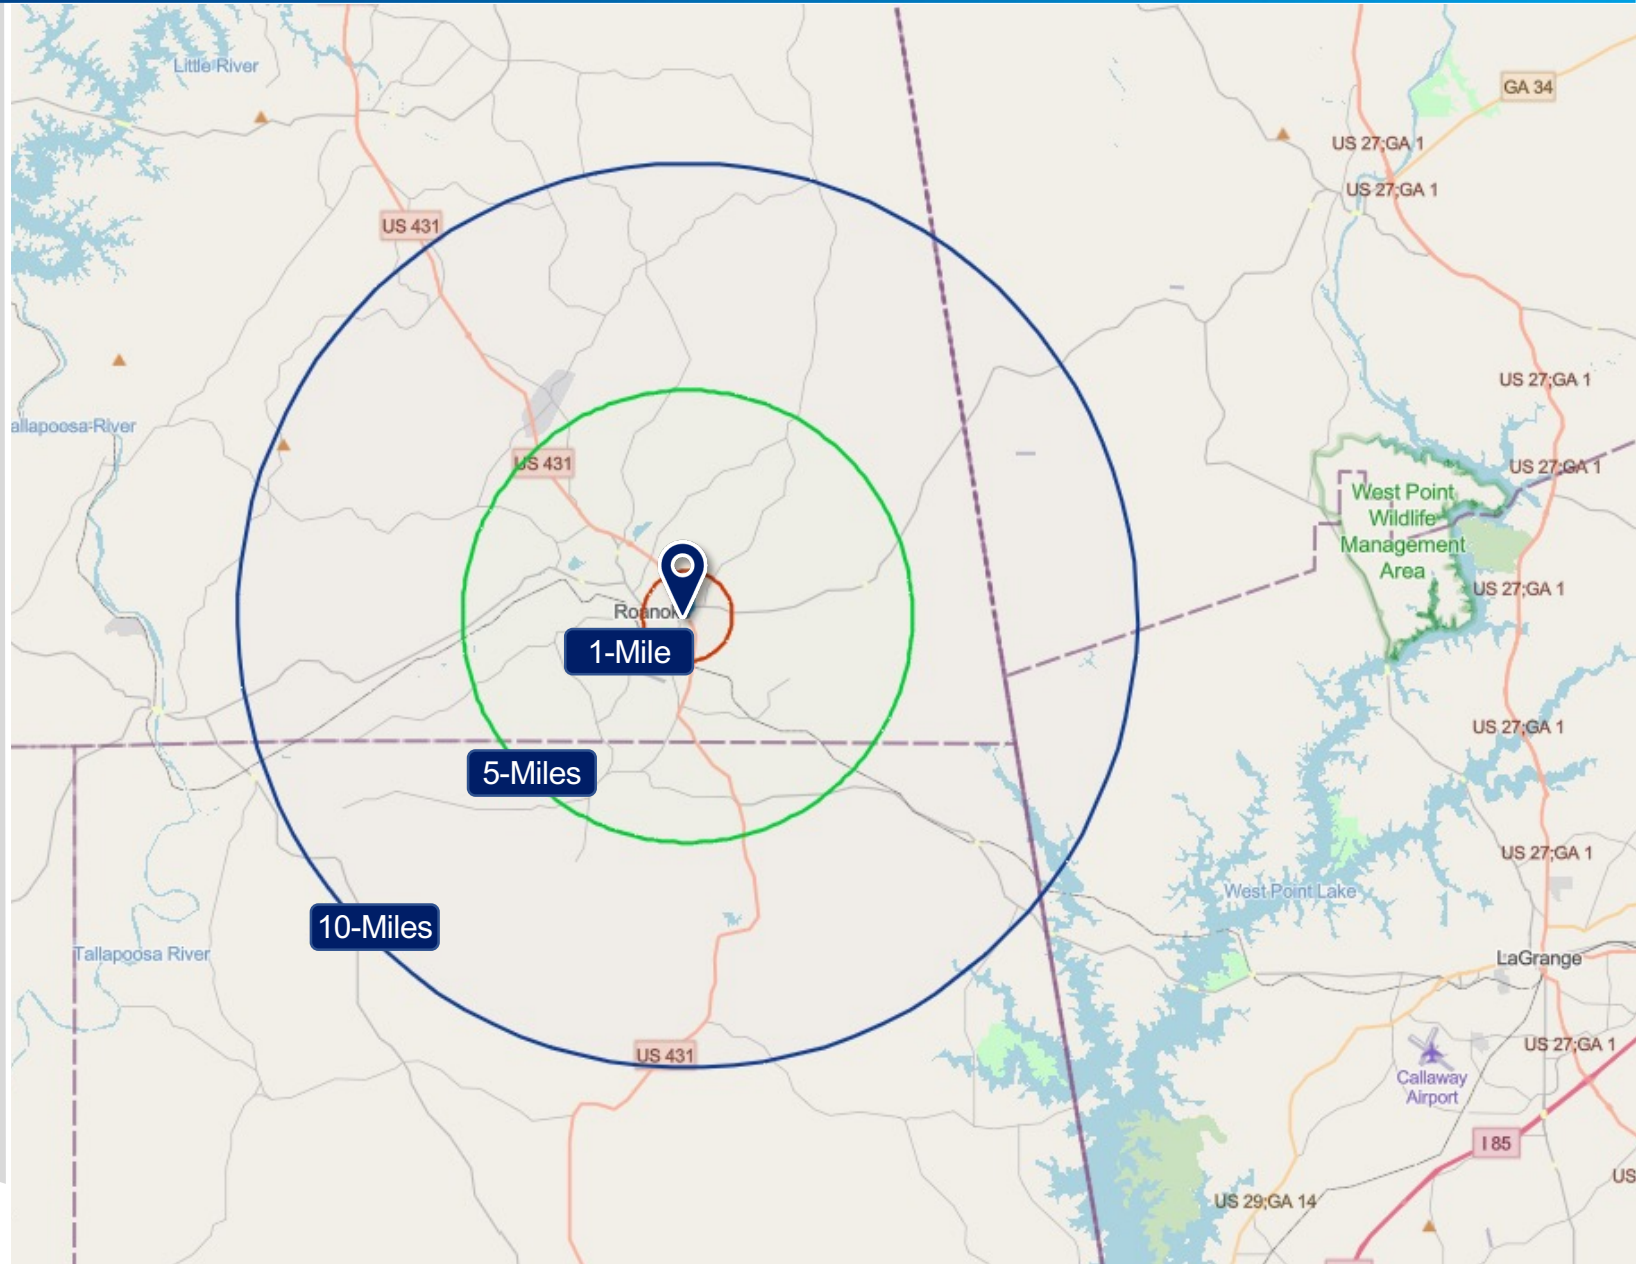 Little River
GA 34
US 27;GA 1
US 27;GA 1
US 431
US 27;GA 1
allapoosa River
US 431
US 27;GA 1
West Point
Wildlife
Management
Area
US 27;GA 1
Roanok
1-Mile
US 27;GA 1
5-Miles
US 27;GA 1
West Point Lake
10-Miles
Tallapoosa River
LaGrange
US 431
US 27;GA 1
Callaway
Airport
I 85
US
US 29;GA 14